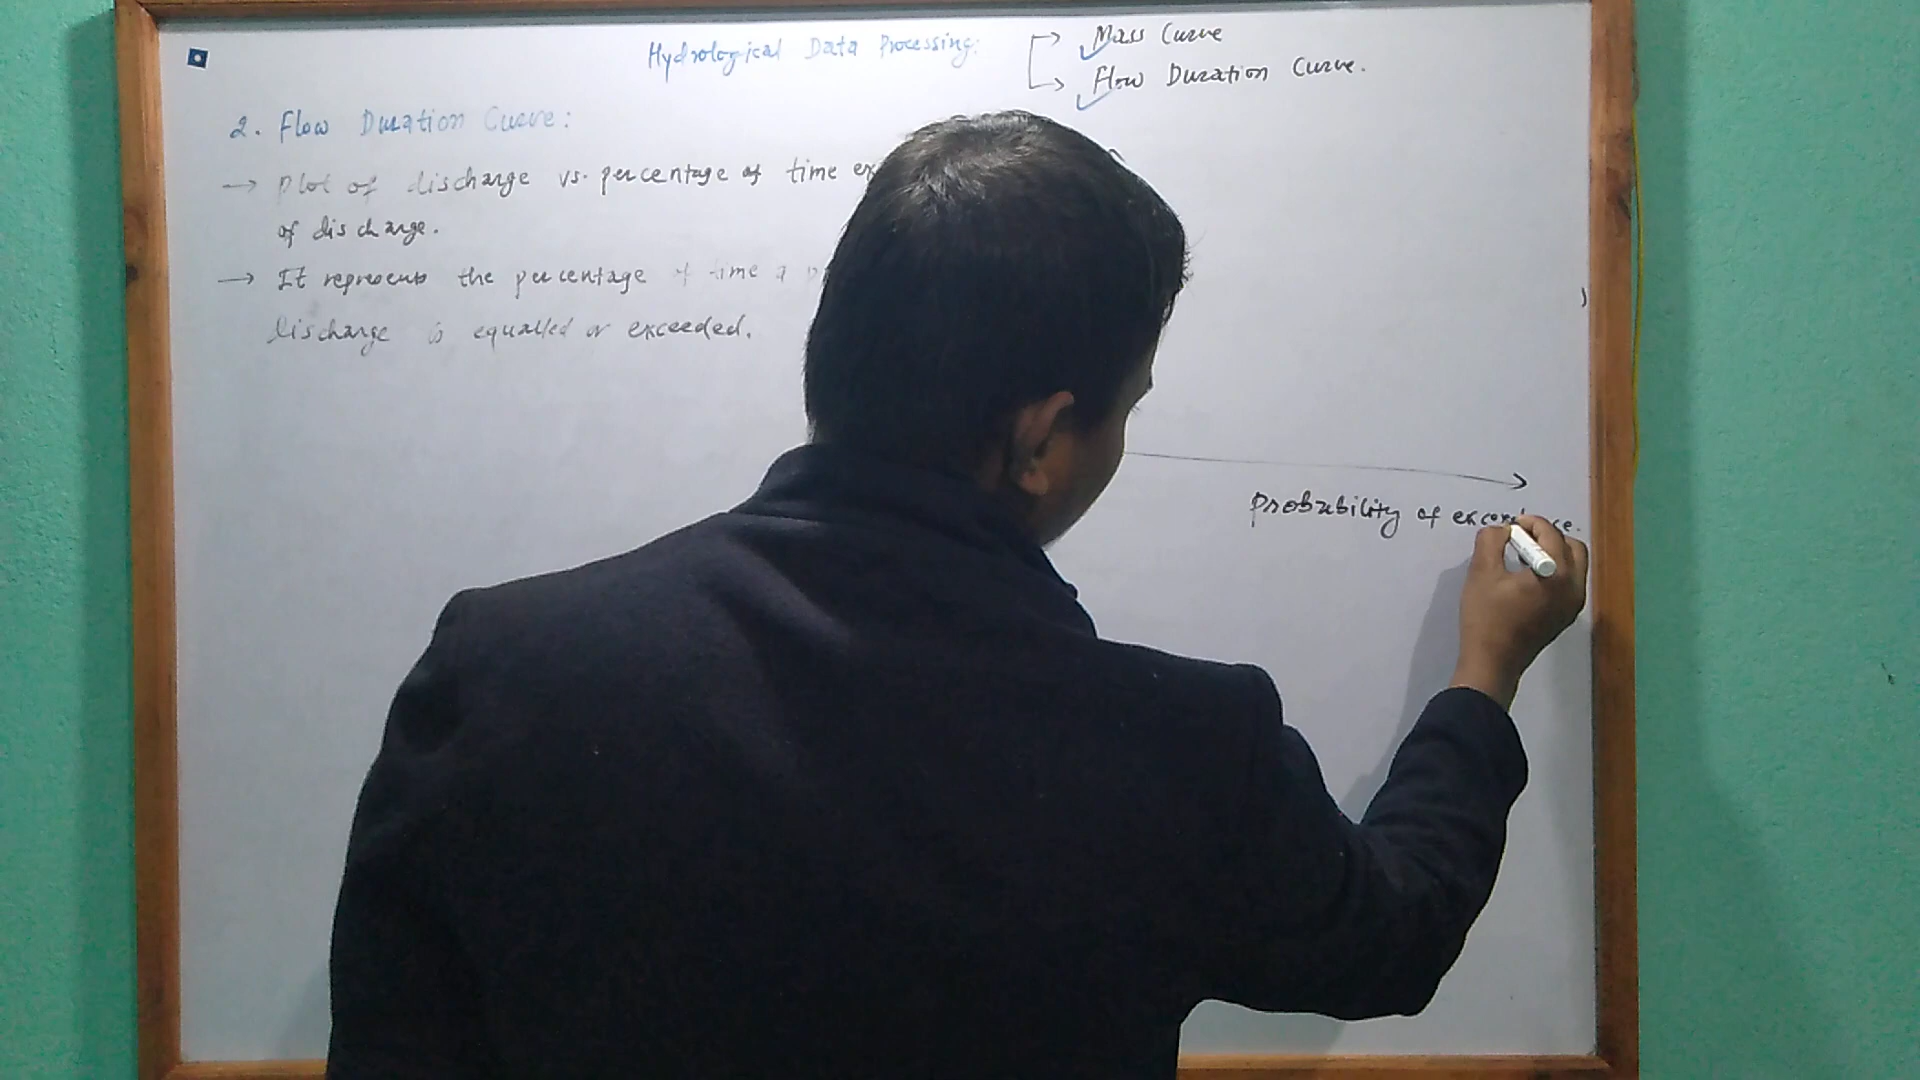 Hydrological Data Processing:
Mass Curve
Flow Duration Curve.
2. Flow Duration Curve:
→ Plot of discharge vs. percentage of time
of discharge.
→ It represents the percentage of time a
discharge is equalled or exceeded.
Probability of